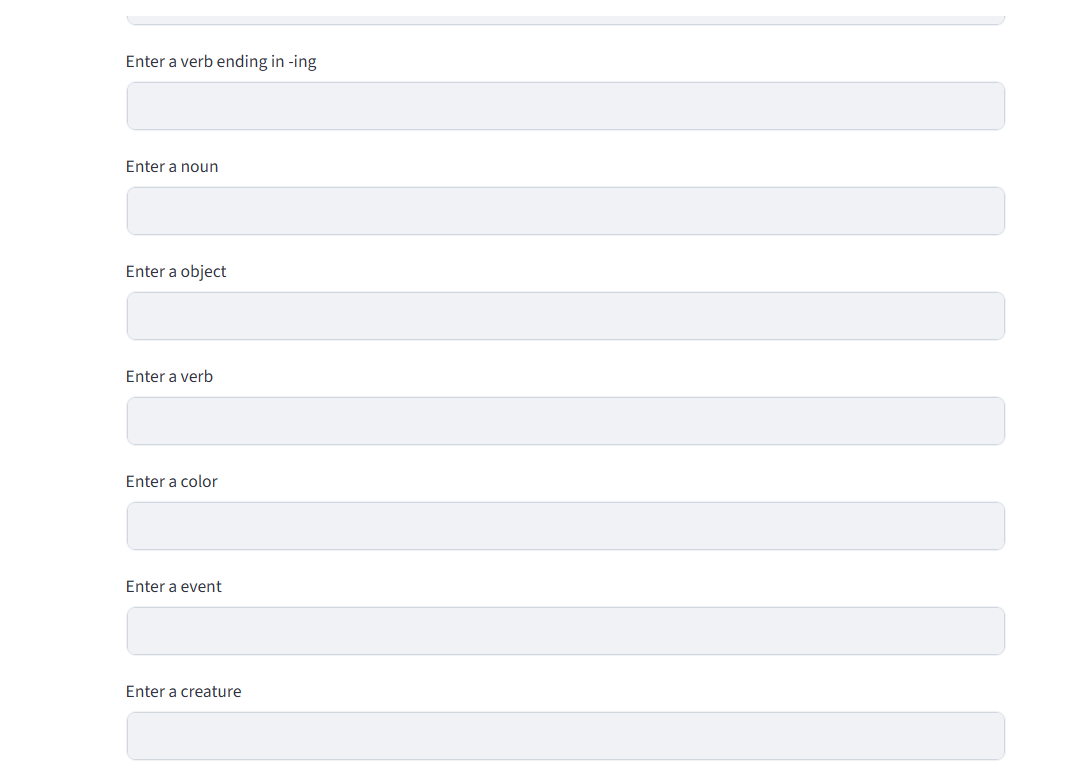 Enter a verb ending in -ing
Enter a noun
Enter a object
Enter a verb
Enter a color
Enter a event
Enter a creature